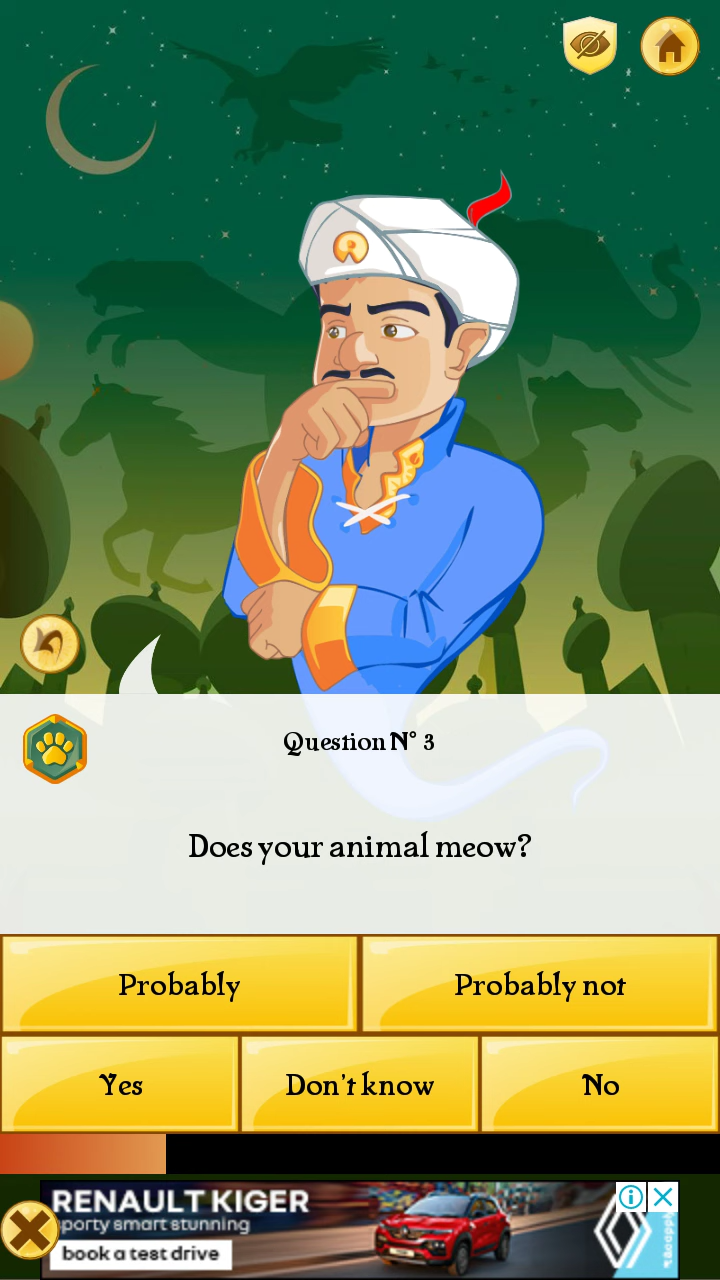 Question N° 3
Does your animal meow?
Probably
Probably not
Yes
Don't know
No
RENAULT KIGER
sporty smart stunning
book a test drive